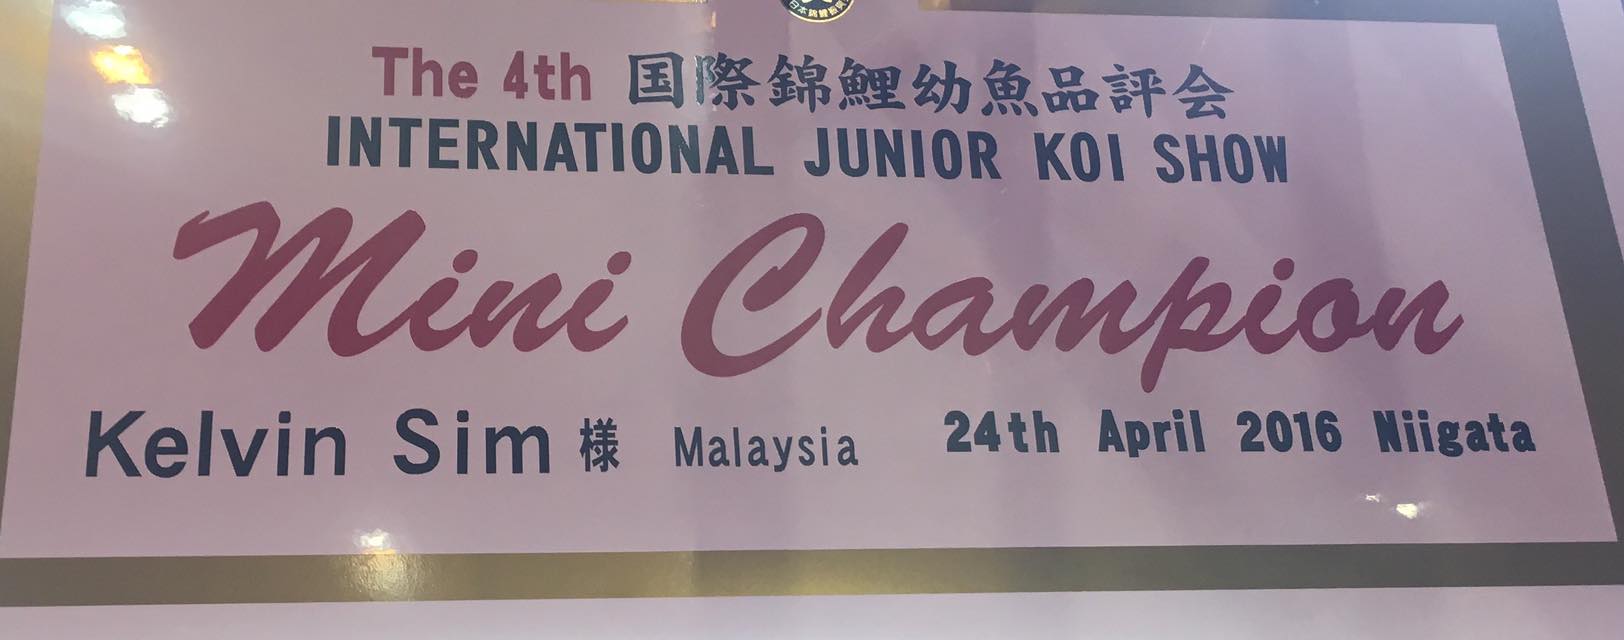 The 4th 国際錦鯉幼魚品評会
INTERNATIONAL JUNIOR KOI SHOW
Mini Champion
Kelvin Sim 様 Malaysia 24th April 2016 Niigata